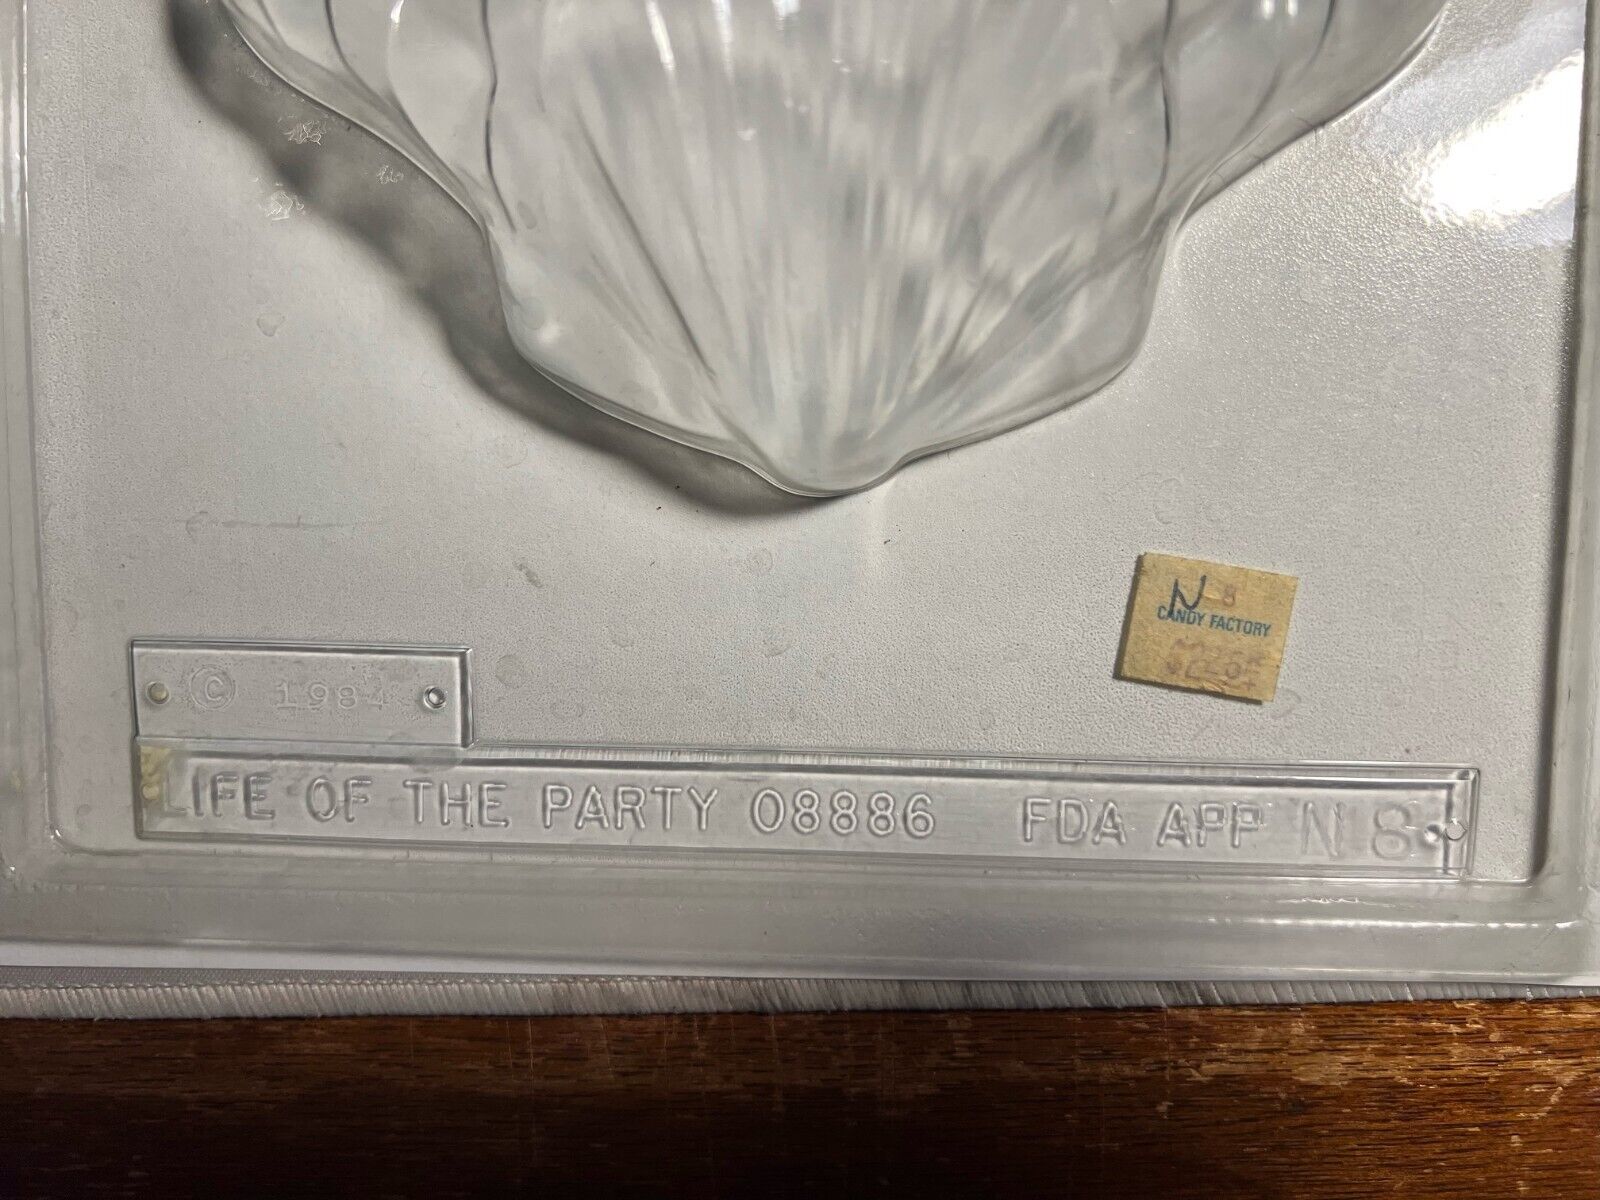 N 8
CANDY FACTORY
© 1984
LIFE OF THE PARTY 08886 FDA APP N 8